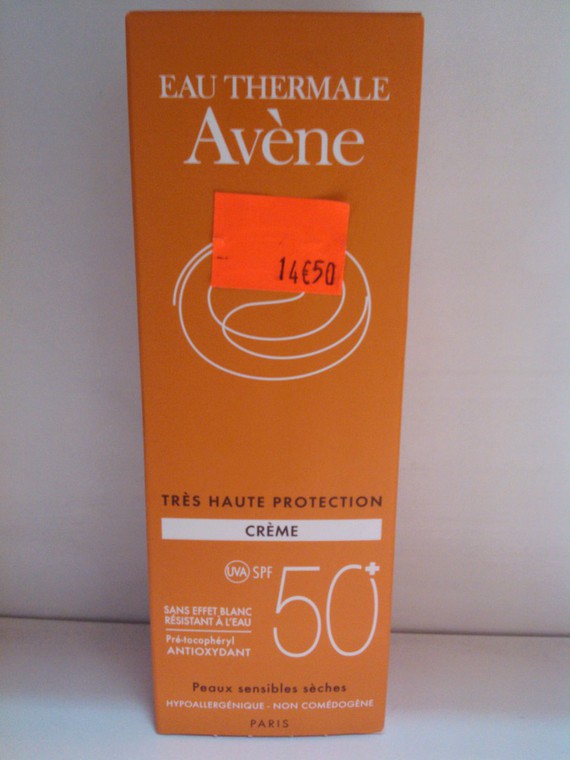 EAU THERMALE
Avène
14€50
TRÈS HAUTE PROTECTION
CRÈME
UVA SPF 50+
SANS EFFET BLANC
RÉSISTANT À L'EAU
Pré-tocophéryl
ANTIOXYDANT
Peaux sensibles sèches
HYPOALLERGÉNIQUE - NON COMÉDOGÈNE
PARIS